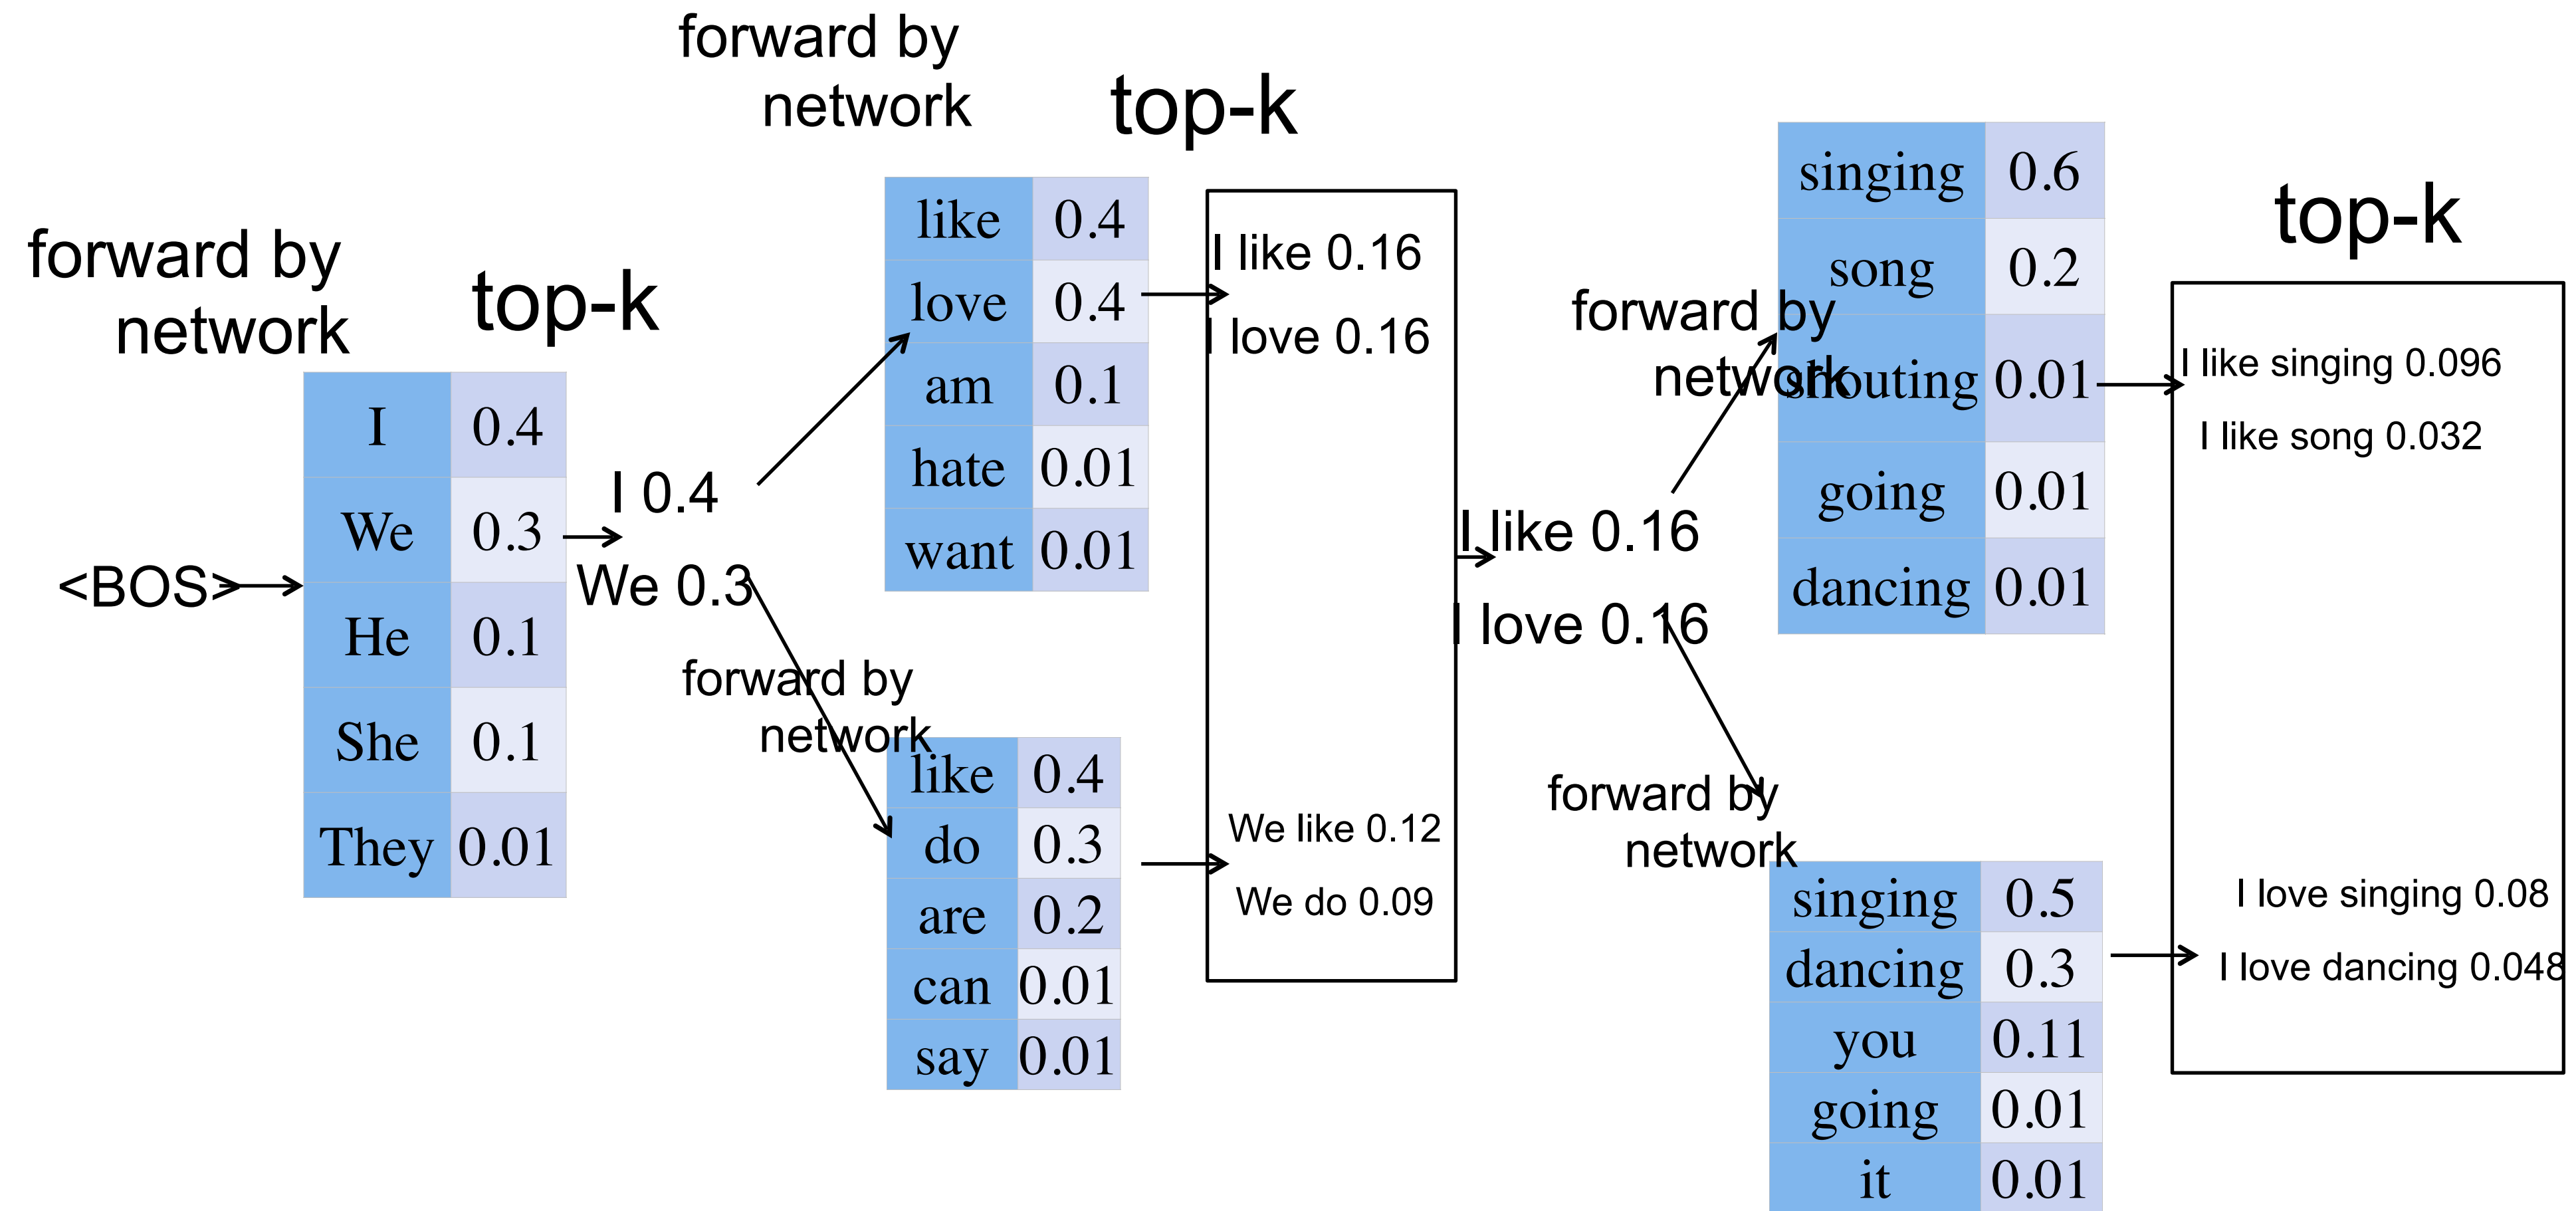 forward by
network
top-k
<BOS>
I 0.4
We 0.3
He 0.1
She 0.1
They 0.01
I 0.4
We 0.3
forward by
network
top-k
like 0.4
love 0.4
am 0.1
hate 0.01
want 0.01
forward by
network
like 0.4
do 0.3
are 0.2
can 0.01
say 0.01
I like 0.16
I love 0.16
We like 0.12
We do 0.09
I like 0.16
I love 0.16
forward by
network
singing 0.6
song 0.2
shouting 0.01
going 0.01
dancing 0.01
forward by
network
singing 0.5
dancing 0.3
you 0.11
going 0.01
it 0.01
top-k
I like singing 0.096
I like song 0.032
I love singing 0.08
I love dancing 0.048